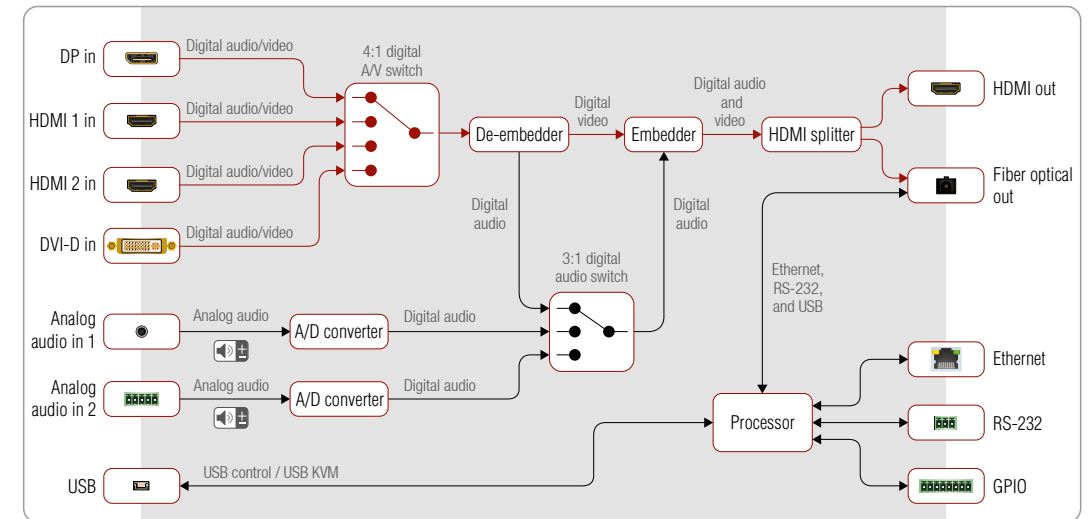 DP in
Digital audio/video
4:1 digital
A/V switch
HDMI 1 in
Digital audio/video
HDMI 2 in
Digital audio/video
DVI-D in
Digital audio/video
De-embedder
Digital
video
Embedder
Digital audio
and
video
HDMI splitter
HDMI out
Fiber optical
out
Digital
audio
Digital
audio
3:1 digital
audio switch
Ethernet,
RS-232,
and USB
Analog
audio in 1
Analog audio
A/D converter
Digital audio
Analog
audio in 2
Analog audio
A/D converter
Digital audio
Processor
Ethernet
RS-232
GPIO
USB
USB control / USB KVM